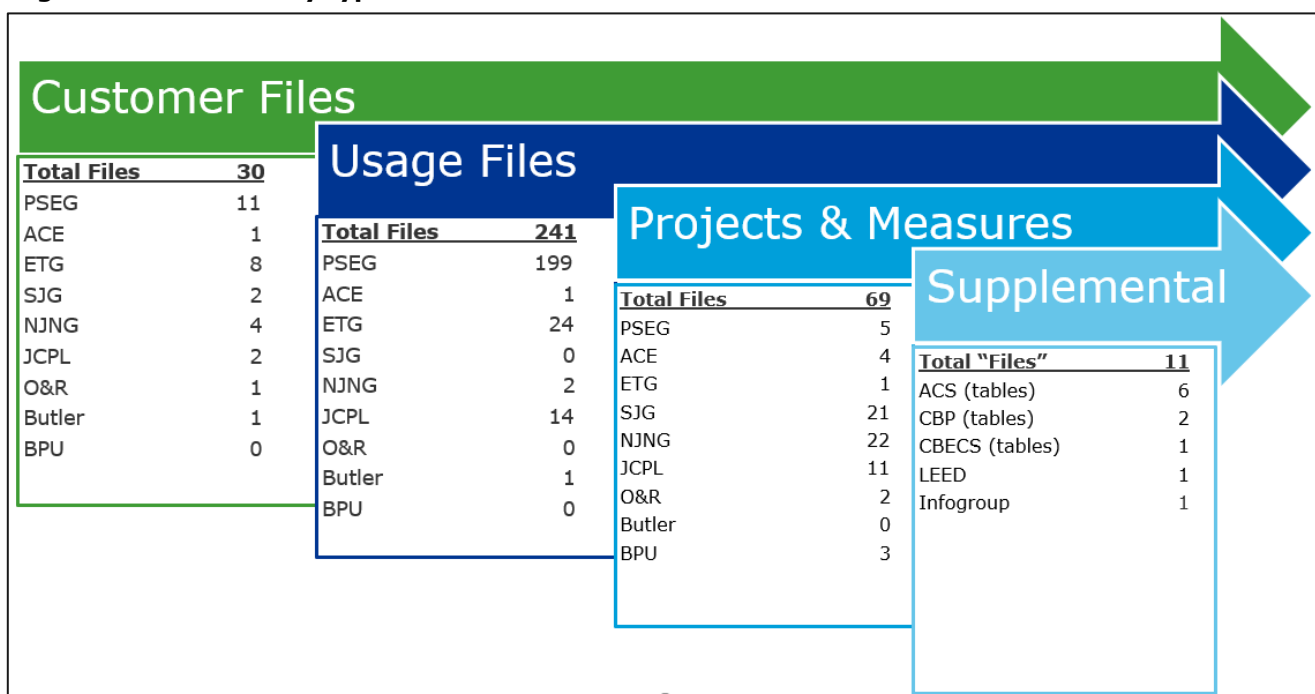 Customer Files
Total Files 30
PSEG 11
ACE 1
ETG 8
SJG 2
NJNG 4
JCPL 2
O&R 1
Butler 1
BPU 0
Usage Files
Total Files 241
PSEG 199
ACE 1
ETG 24
SJG 0
NJNG 2
JCPL 14
O&R 0
Butler 1
BPU 0
Projects & Measures
Total Files 69
PSEG 5
ACE 4
ETG 1
SJG 21
NJNG 22
JCPL 11
O&R 2
Butler 0
BPU 3
Supplemental
Total “Files” 11
ACS (tables) 6
CBP (tables) 2
CBECS (tables) 1
LEED 1
Infogroup 1